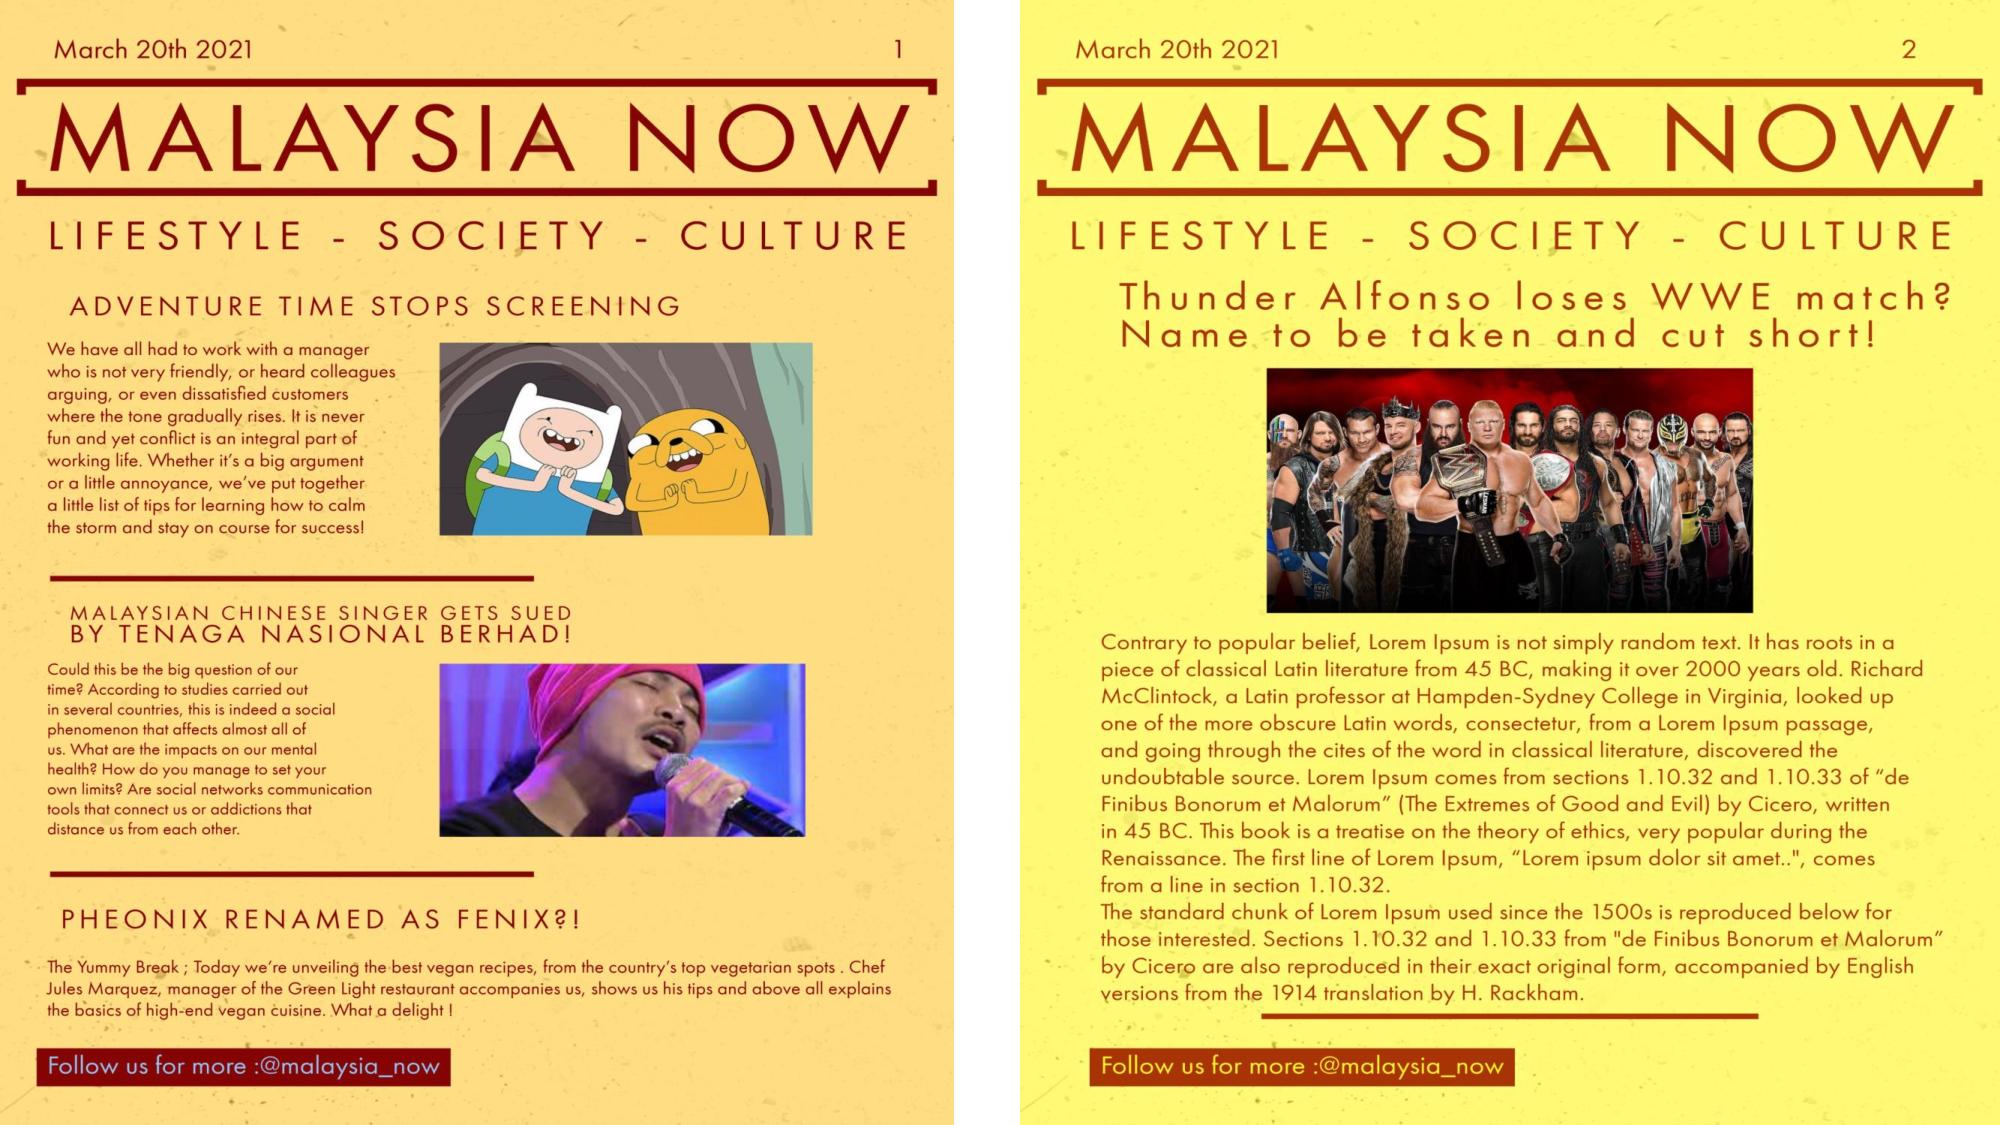 March 20th 2021
1
MALAYSIA NOW
LIFESTYLE - SOCIETY - CULTURE
ADVENTURE TIME STOPS SCREENING
We have all had to work with a manager
who is not very friendly, or heard colleagues
arguing, or even dissatisfied customers
where the tone gradually rises. It is never
fun and yet conflict is an integral part of
working life. Whether it's a big argument
or a little annoyance, we've put together
a little list of tips for learning how to calm
the storm and stay on course for success!
MALAYSIAN CHINESE SINGER GETS SUED
BY TENAGA NASIONAL BERHAD!
Could this be the big question of our
time? According to studies carried out
in several countries, this is indeed a social
phenomenon that affects almost all of
us. What are the impacts on our mental
health? How do you manage to set your
own limits? Are social networks communication
tools that connect us or addictions that
distance us from each other.
PHEONIX RENAMED AS FENIX?!
The Yummy Break ; Today we're unveiling the best vegan recipes, from the country's top vegetarian spots . Chef
Jules Marquez, manager of the Green Light restaurant accompanies us, shows us his tips and above all explains
the basics of high-end vegan cuisine. What a delight !
Follow us for more :@malaysia_now
March 20th 2021
2
MALAYSIA NOW
LIFESTYLE - SOCIETY - CULTURE
Thunder Alfonso loses WWE match?
Name to be taken and cut short!
Contrary to popular belief, Lorem Ipsum is not simply random text. It has roots in a
piece of classical Latin literature from 45 BC, making it over 2000 years old. Richard
McClintock, a Latin professor at Hampden-Sydney College in Virginia, looked up
one of the more obscure Latin words, consectetur, from a Lorem Ipsum passage,
and going through the cites of the word in classical literature, discovered the
undoubtable source. Lorem Ipsum comes from sections 1.10.32 and 1.10.33 of “de
Finibus Bonorum et Malorum” (The Extremes of Good and Evil) by Cicero, written
in 45 BC. This book is a treatise on the theory of ethics, very popular during the
Renaissance. The first line of Lorem Ipsum, “Lorem ipsum dolor sit amet..", comes
from a line in section 1.10.32.
The standard chunk of Lorem Ipsum used since the 1500s is reproduced below for
those interested. Sections 1.10.32 and 1.10.33 from "de Finibus Bonorum et Malorum”
by Cicero are also reproduced in their exact original form, accompanied by English
versions from the 1914 translation by H. Rackham.
Follow us for more :@malaysia_now